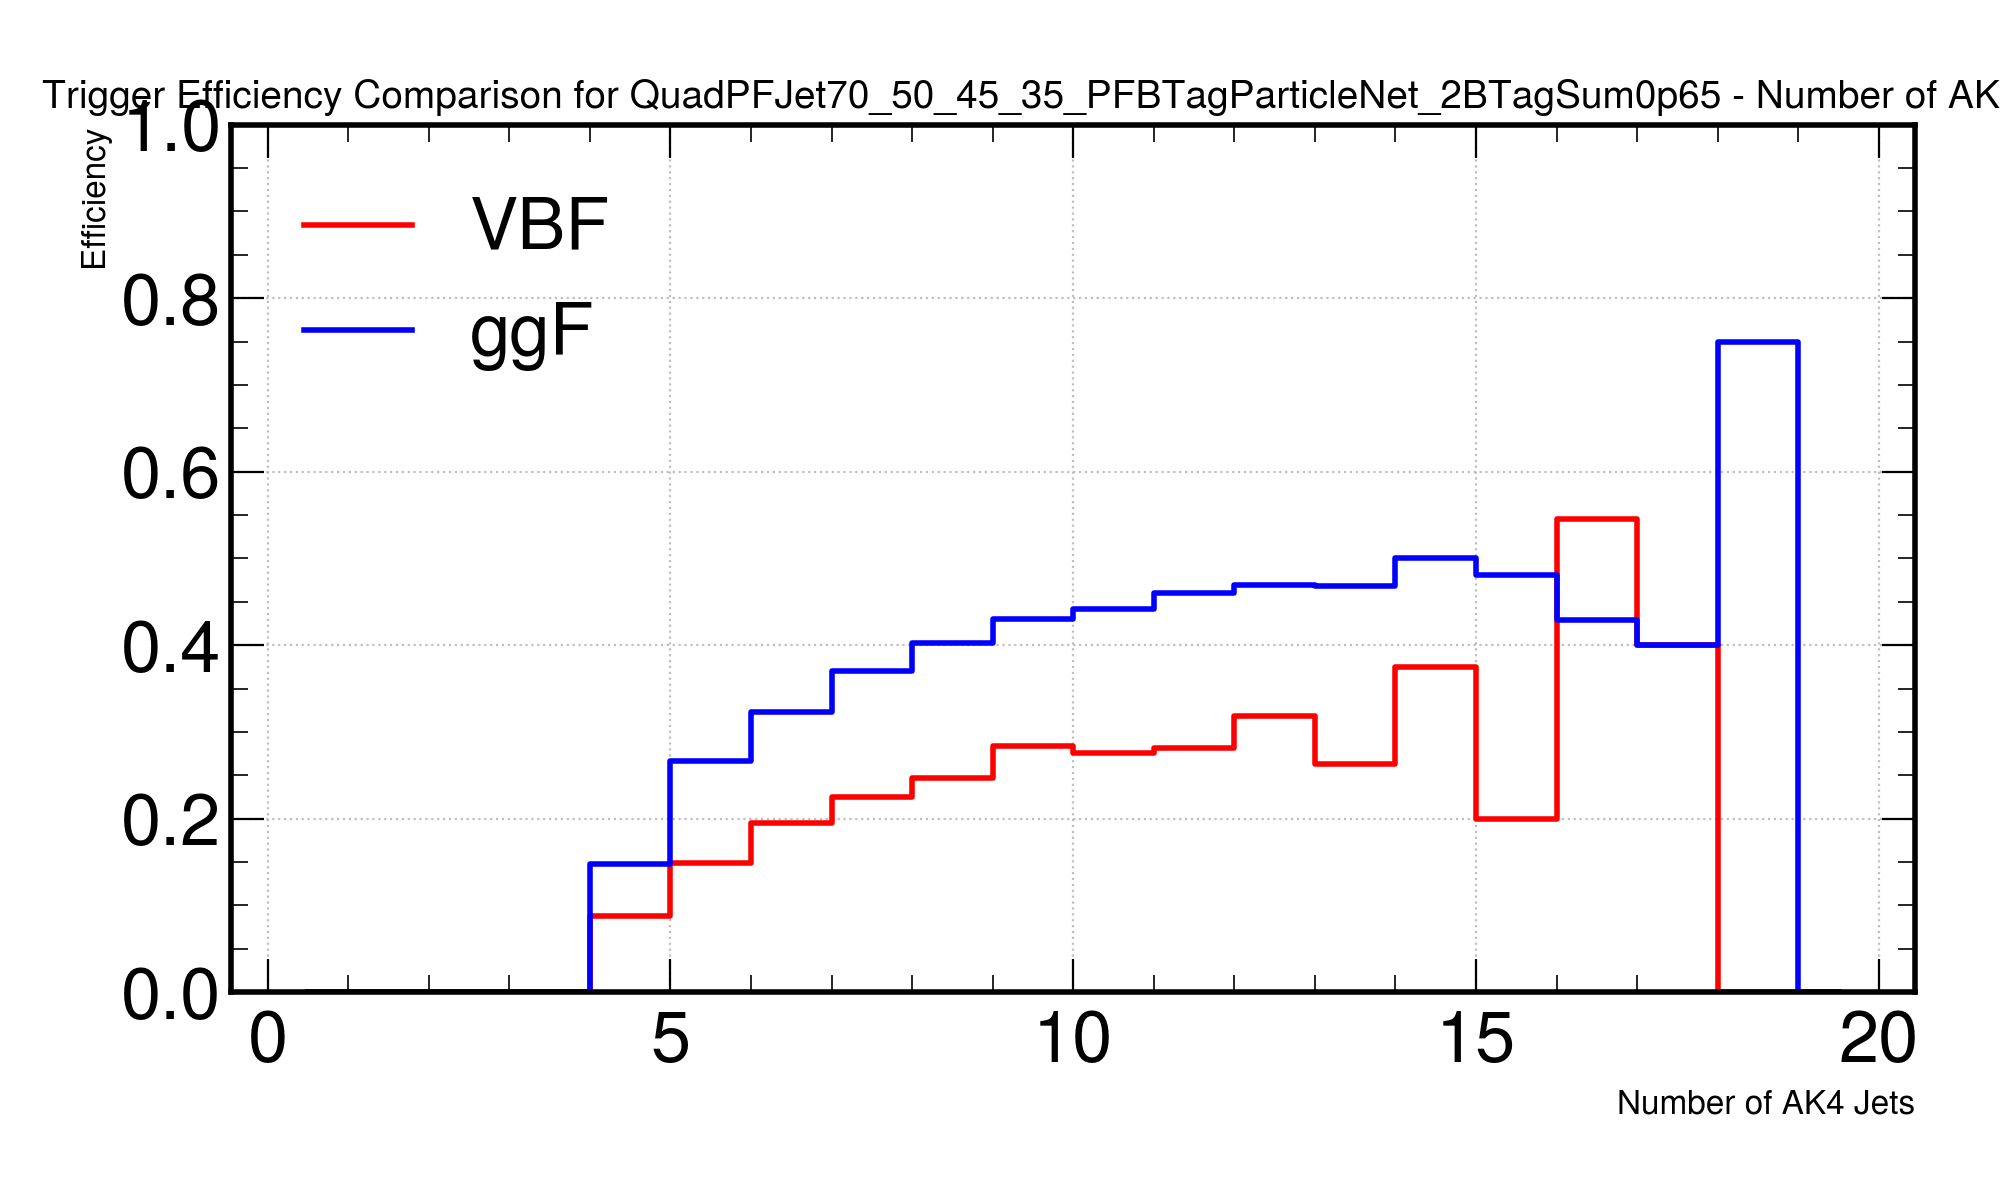 Trigger Efficiency Comparison for QuadPFJet70_50_45_35_PFBTagParticleNet_2BTagSum0p65 - Number of AK
Efficiency
1.0
VBF
0.8
ggF
0.6
0.4
0.2
0.0
0 5 10 15 20
Number of AK4 Jets